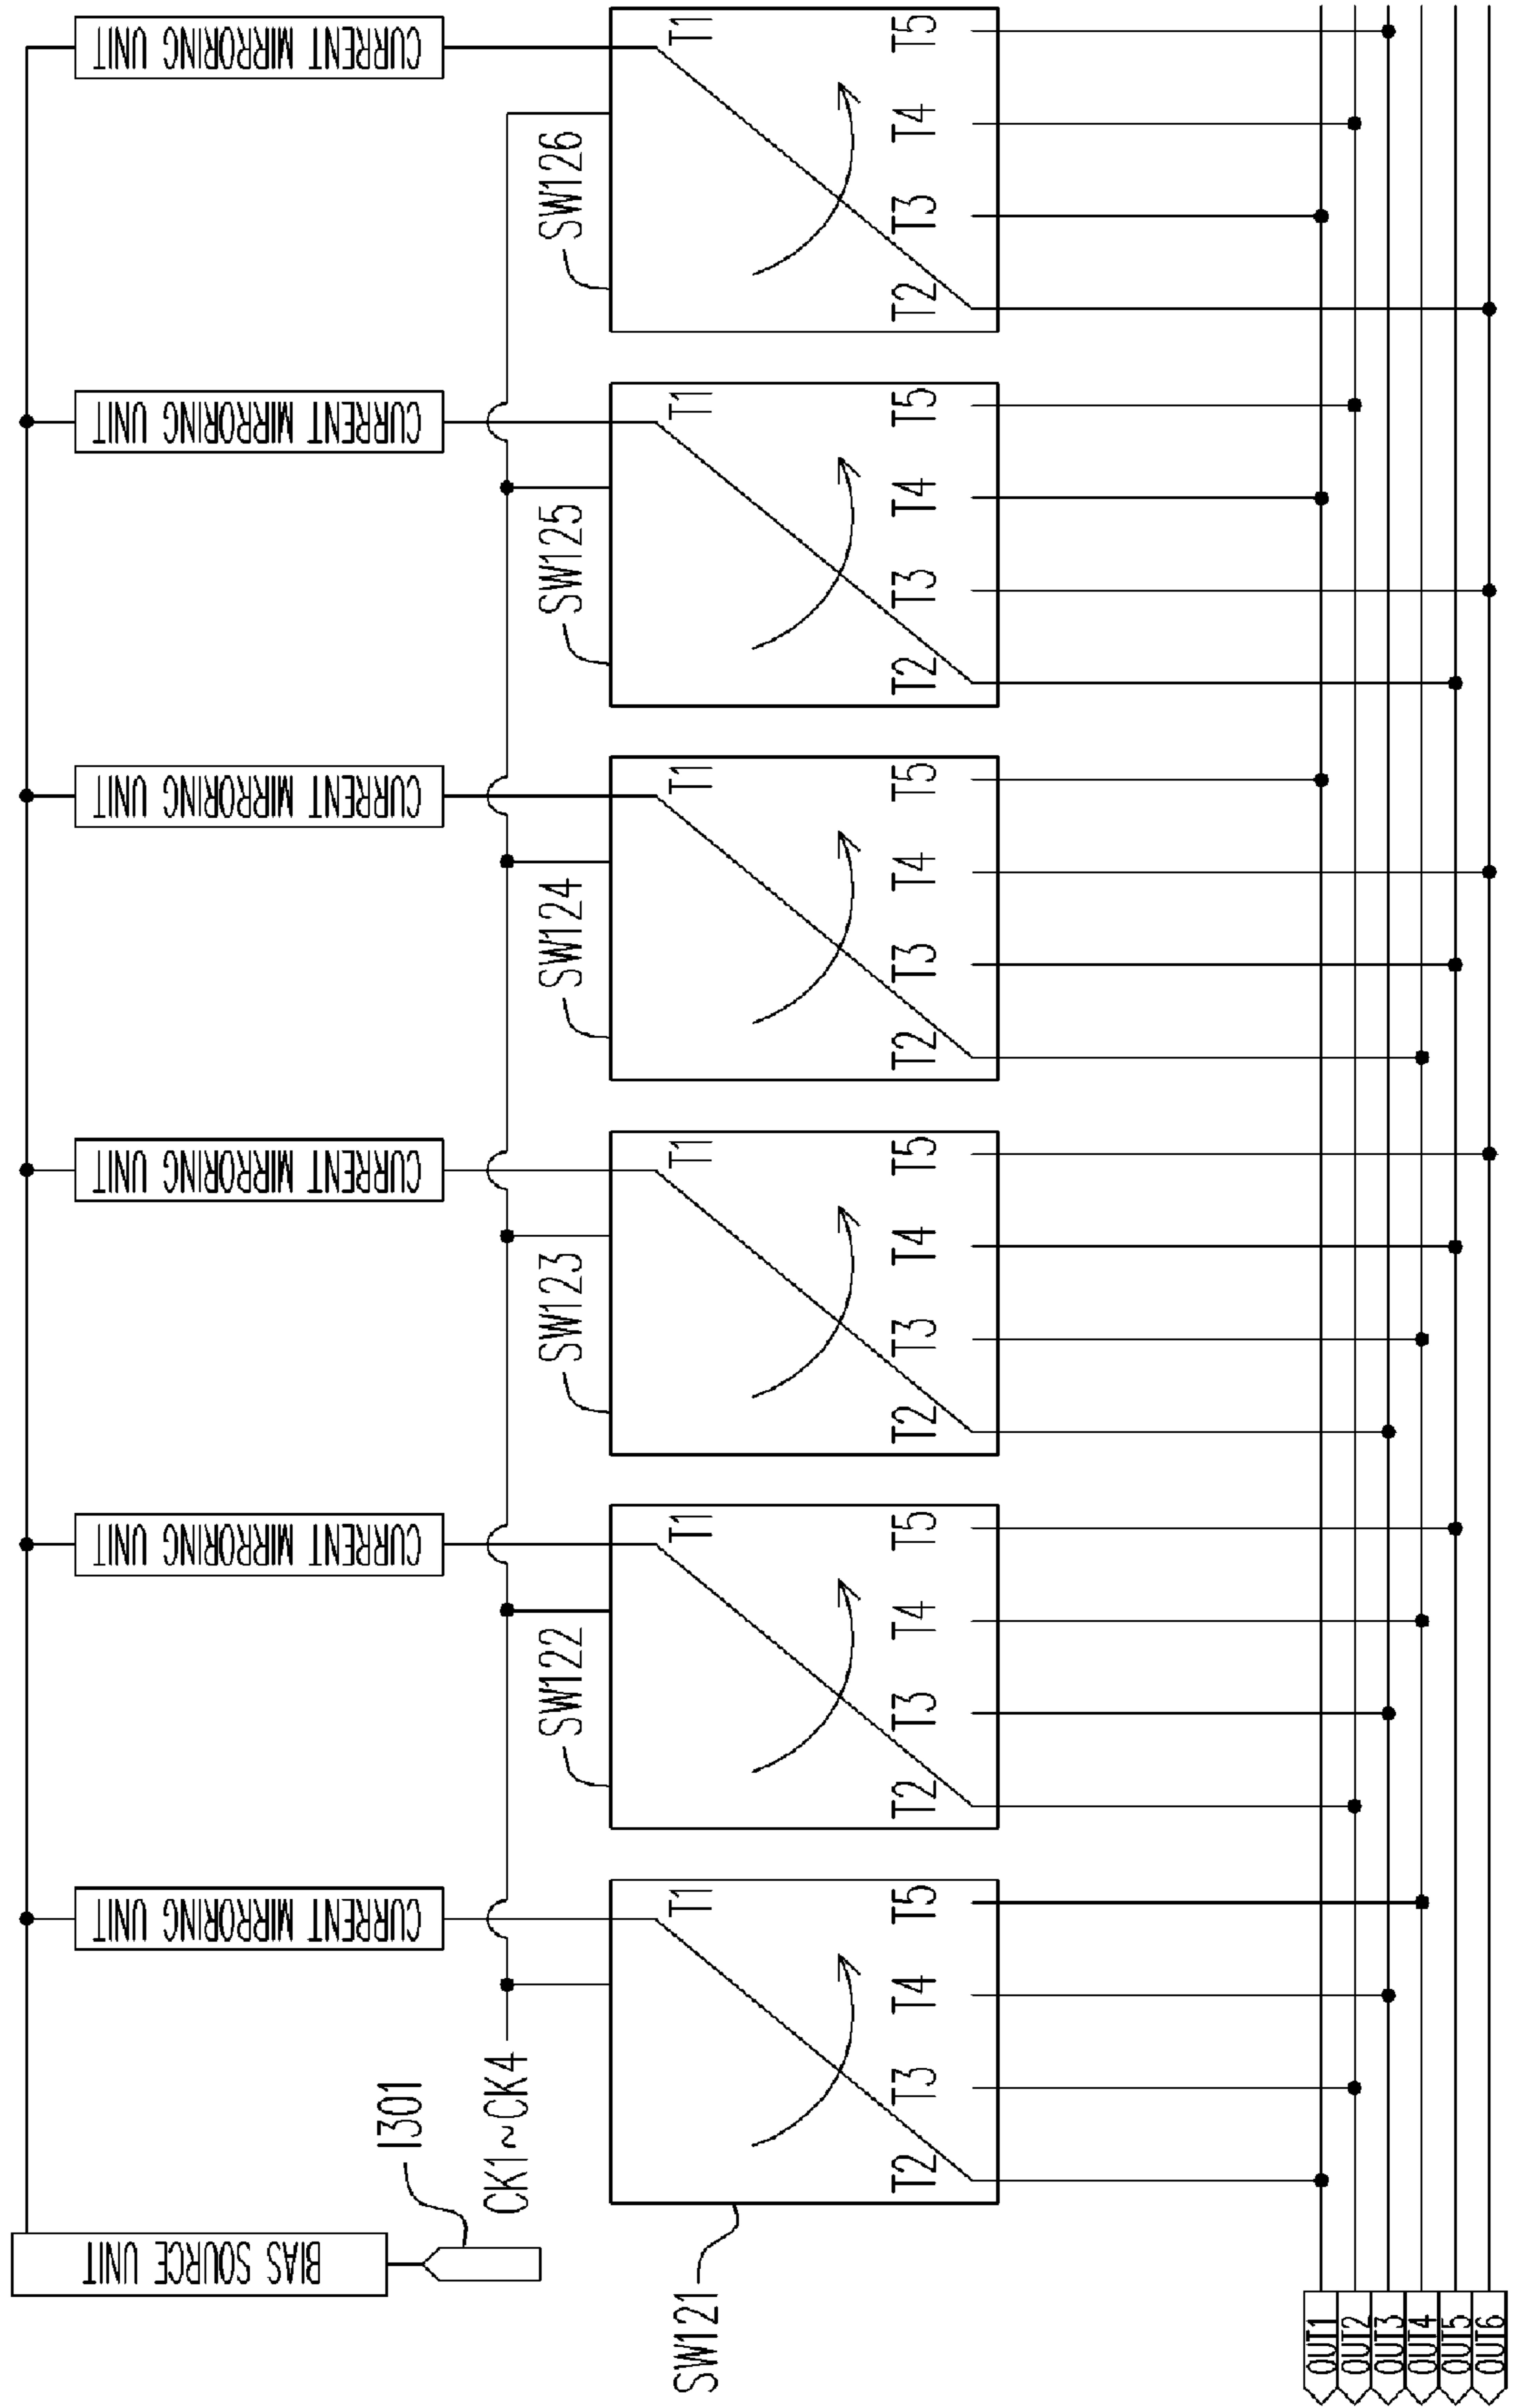 BIAS SOURCE UNIT
I301
CK1~CK4
CURRENT MIRRORING UNIT
CURRENT MIRRORING UNIT
CURRENT MIRRORING UNIT
CURRENT MIRRORING UNIT
CURRENT MIRRORING UNIT
CURRENT MIRRORING UNIT
SW121
T1
T2
T3
T4
T5
SW122
T1
T2
T3
T4
T5
SW123
T1
T2
T3
T4
T5
SW124
T1
T2
T3
T4
T5
SW125
T1
T2
T3
T4
T5
SW126
T1
T2
T3
T4
T5
OUT1
OUT2
OUT3
OUT4
OUT5
OUT6